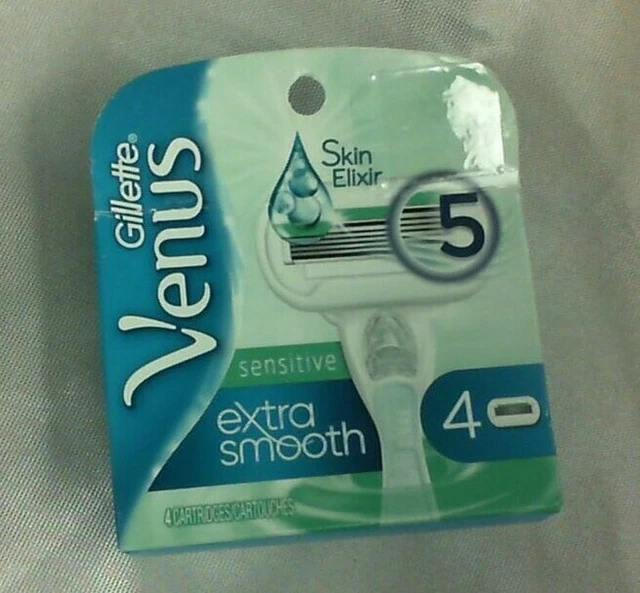 Gillette®
Venus
Skin
Elixir
5
sensitive
extra
smooth
4
4 CARTRIDGES/CARTOUCHES